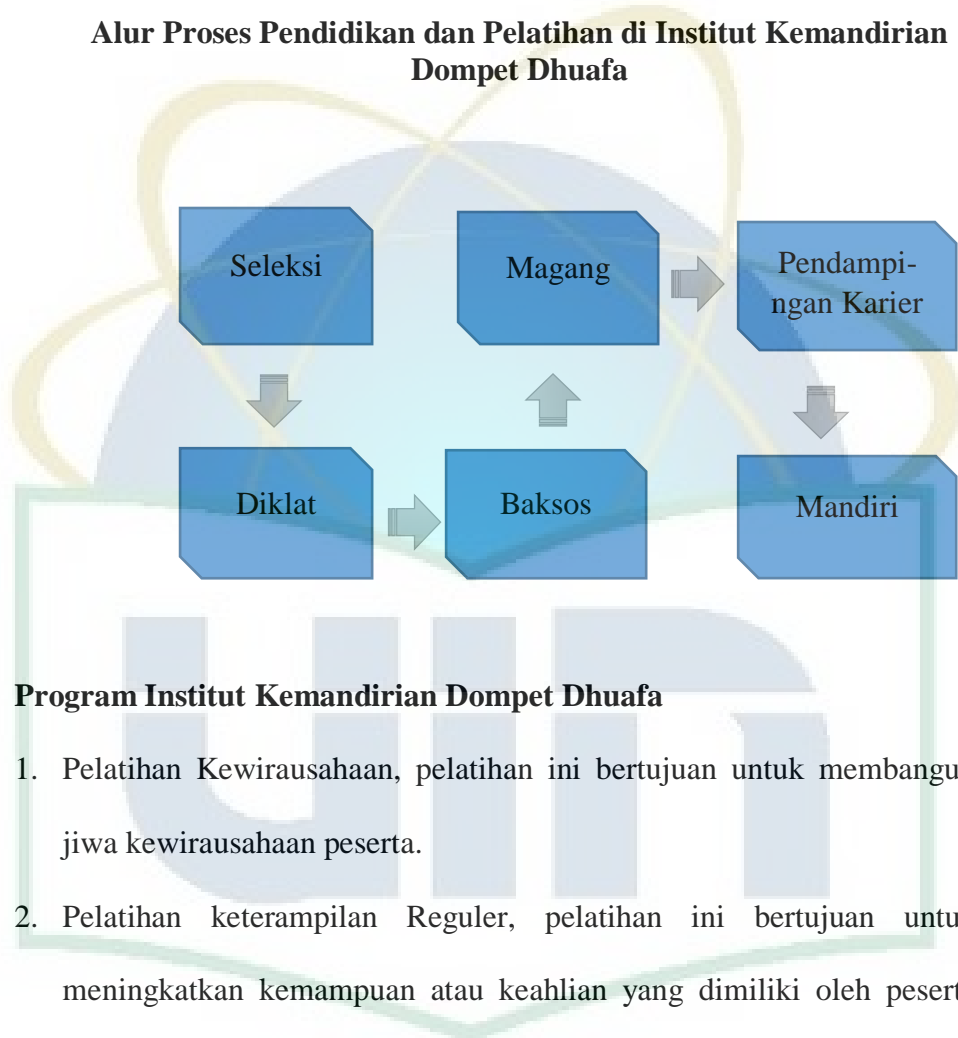 Alur Proses Pendidikan dan Pelatihan di Institut Kemandirian
Dompet Dhuafa
Seleksi
Magang
Pendampi-
ngan Karier
Diklat
Baksos
Mandiri
Program Institut Kemandirian Dompet Dhuafa
1. Pelatihan Kewirausahaan, pelatihan ini bertujuan untuk membangu
jiwa kewirausahaan peserta.
2. Pelatihan keterampilan Reguler, pelatihan ini bertujuan untu
meningkatkan kemampuan atau keahlian yang dimiliki oleh pesert
UIN